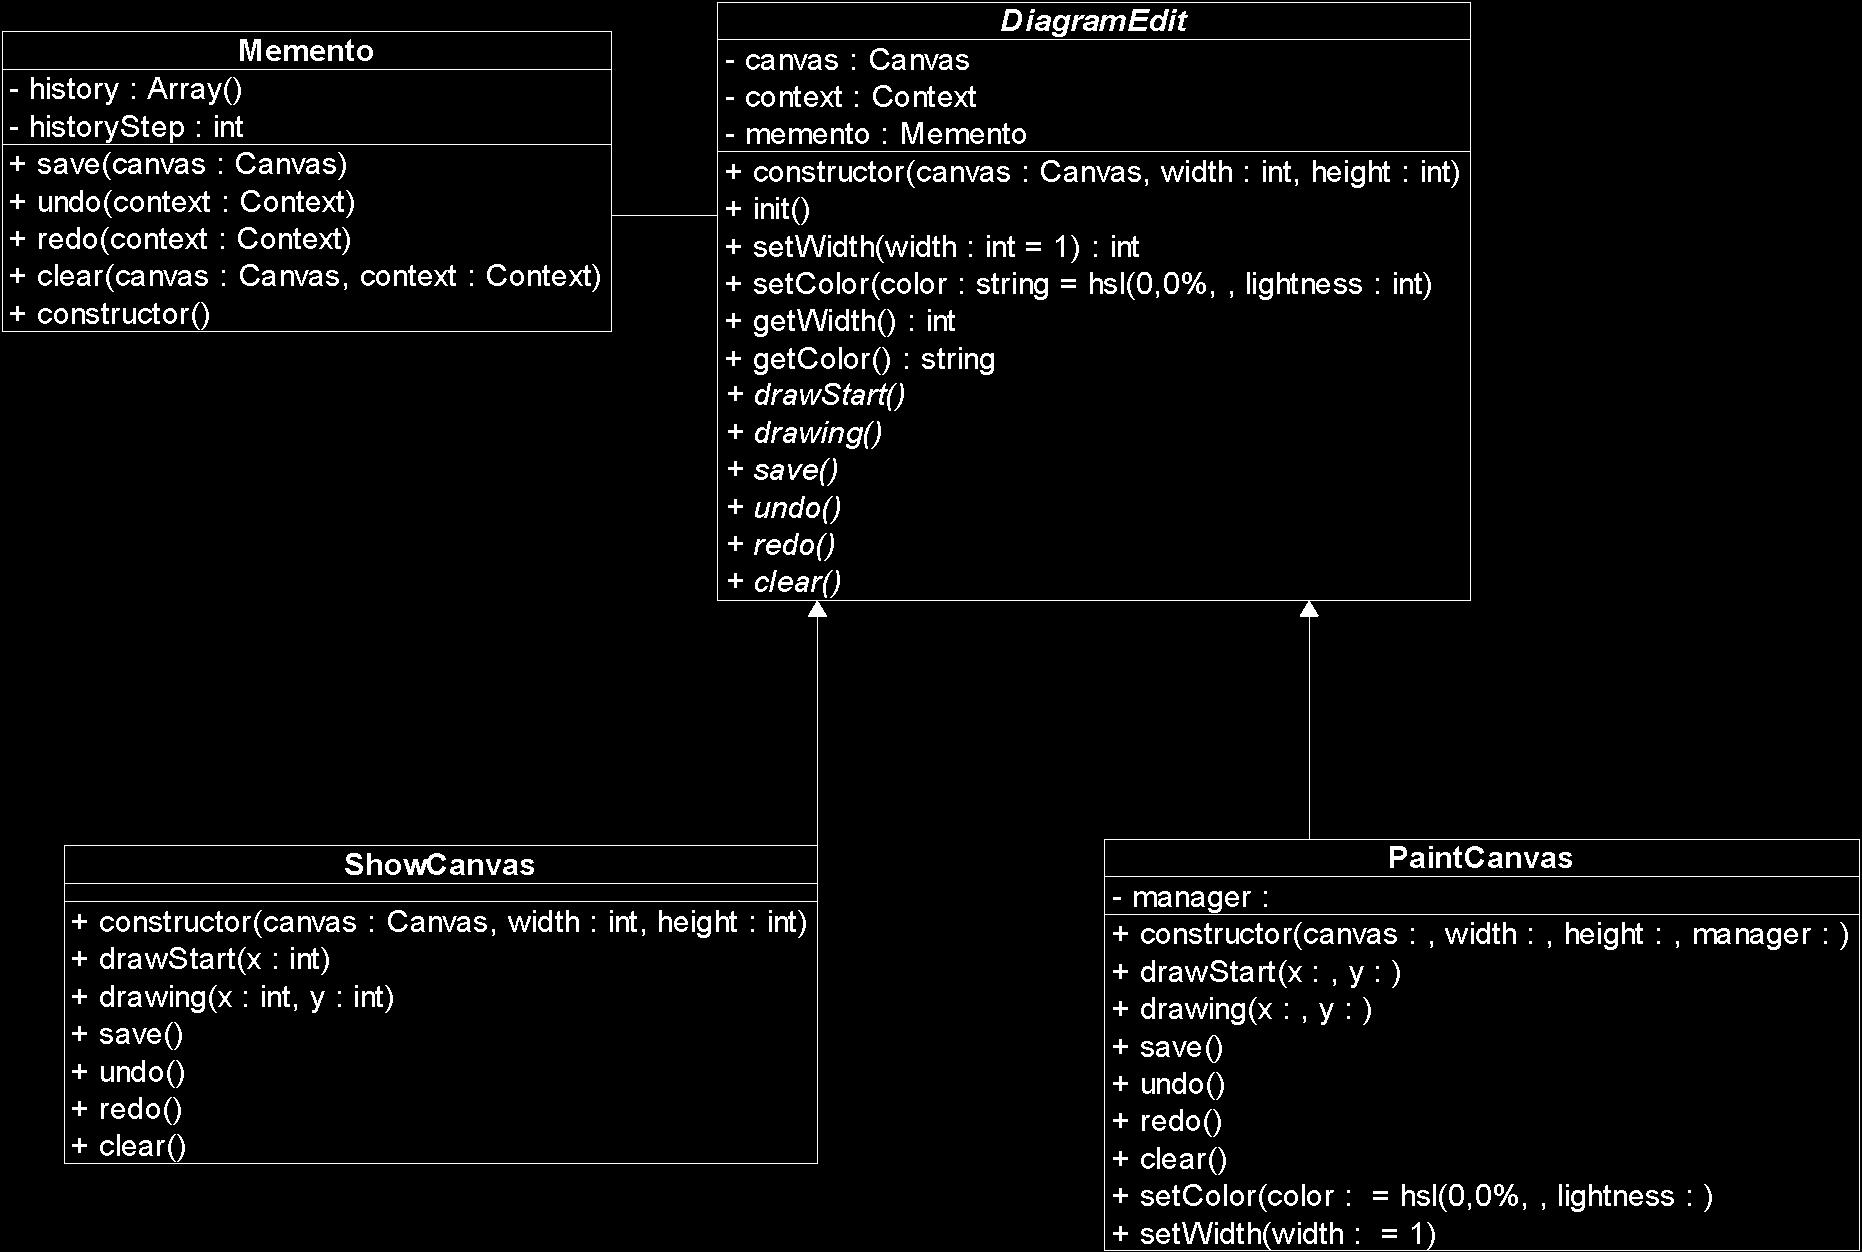 Memento
- history : Array()
- historyStep : int
+ save(canvas : Canvas)
+ undo(context : Context)
+ redo(context : Context)
+ clear(canvas : Canvas, context : Context)
+ constructor()
DiagramEdit
- canvas : Canvas
- context : Context
- memento : Memento
+ constructor(canvas : Canvas, width : int, height : int)
+ init()
+ setWidth(width : int = 1) : int
+ setColor(color : string = hsl(0,0%, , lightness : int)
+ getWidth() : int
+ getColor() : string
+ drawStart()
+ drawing()
+ save()
+ undo()
+ redo()
+ clear()
ShowCanvas
+ constructor(canvas : Canvas, width : int, height : int)
+ drawStart(x : int)
+ drawing(x : int, y : int)
+ save()
+ undo()
+ redo()
+ clear()
PaintCanvas
- manager :
+ constructor(canvas : , width : , height : , manager : )
+ drawStart(x : , y : )
+ drawing(x : , y : )
+ save()
+ undo()
+ redo()
+ clear()
+ setColor(color :  = hsl(0,0%, , lightness : )
+ setWidth(width :  = 1)